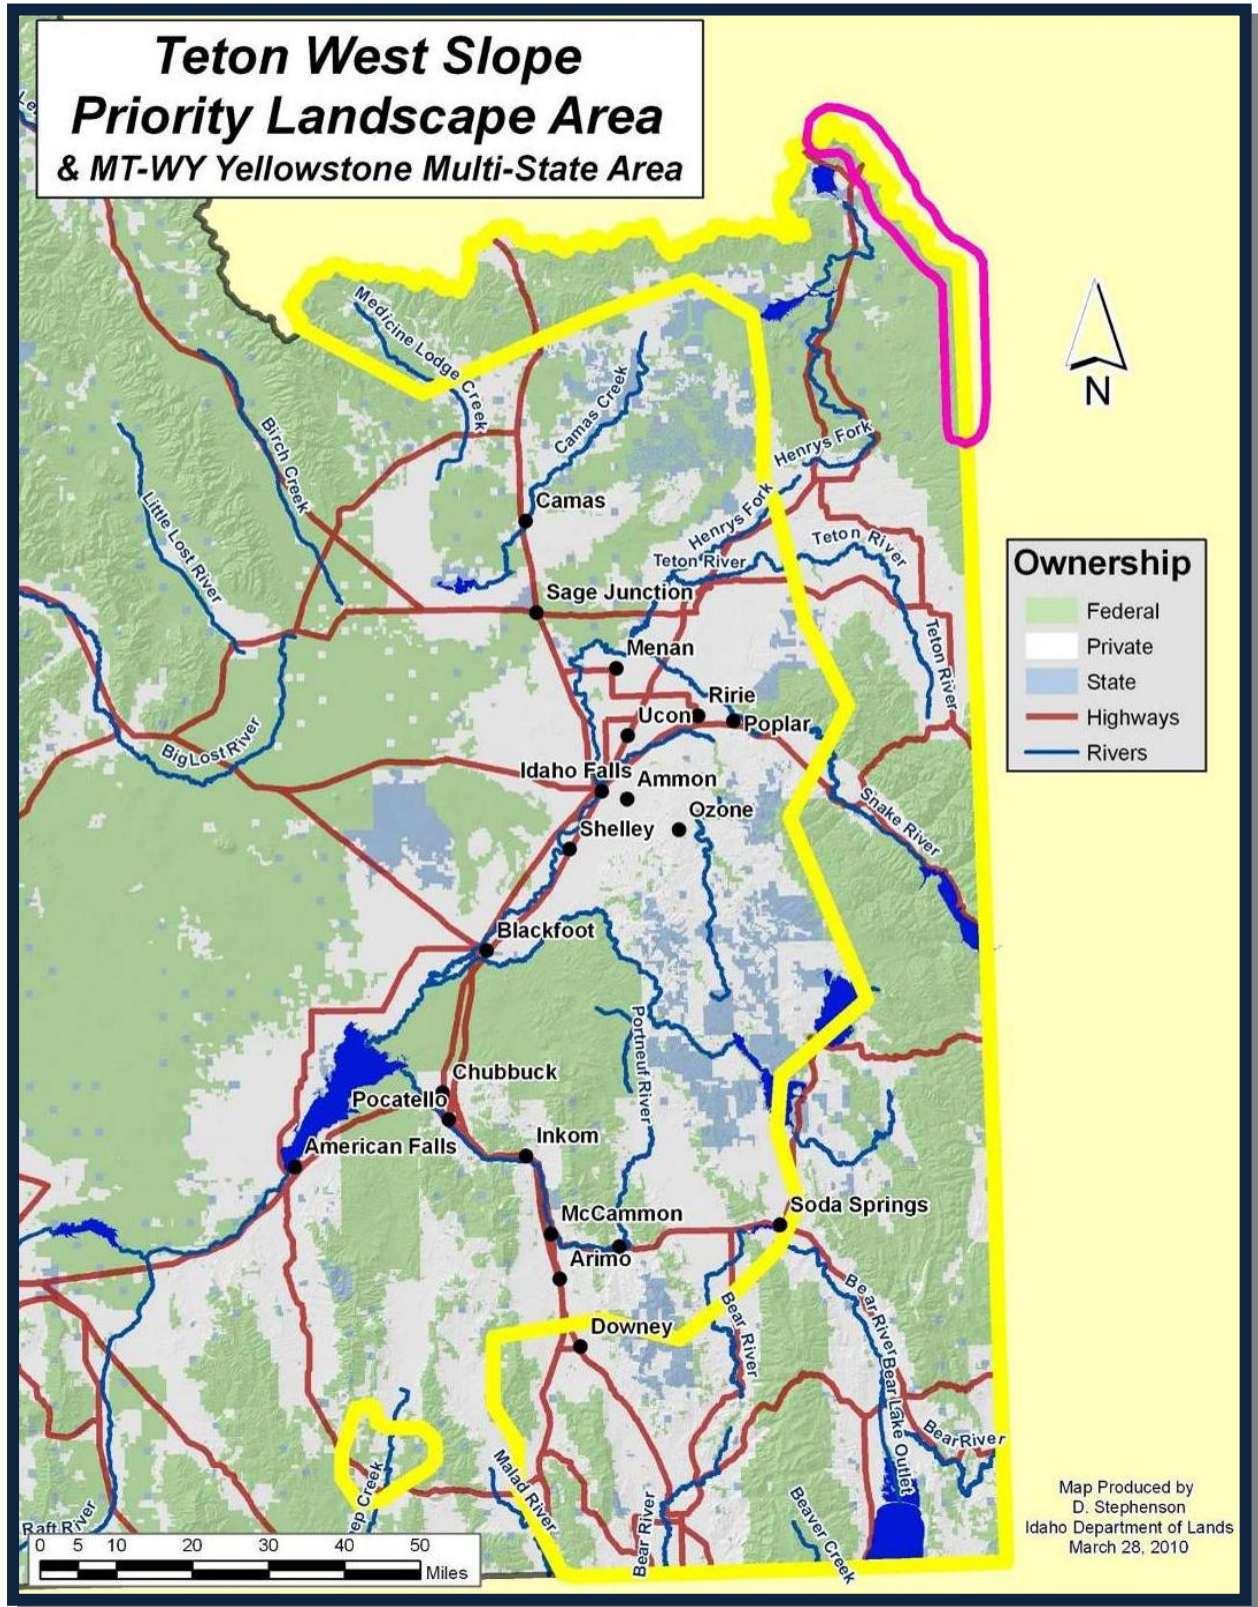 Teton West Slope
Priority Landscape Area
& MT-WY Yellowstone Multi-State Area
N
Medicine Lodge Creek
Camas Creek
Birch Creek
Henrys Fork
Little Lost River
Camas
Henrys Fork
Teton River
Teton River
Ownership
Federal
Private
State
Highways
Rivers
Sage Junction
Menan
Teton River
Ririe
Ucon
Poplar
Big Lost River
Idaho Falls
Ammon
Ozone
Snake River
Shelley
Blackfoot
Portneuf River
Chubbuck
Pocatello
Inkom
American Falls
McCammon
Soda Springs
Arimo
Bear River
Bear River
Downey
Bear Lake Outlet
Bear River
Malad River
Creek
Raft River
Bear River
Beaver Creek
0 5 10 20 30 40 50
Miles
Map Produced by
D. Stephenson
Idaho Department of Lands
March 28, 2010